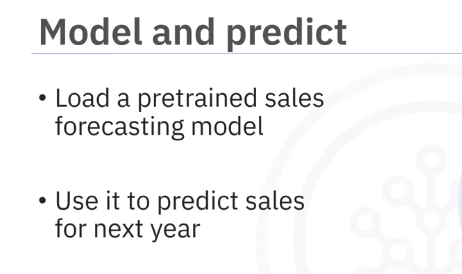 Model and predict
• Load a pretrained sales
forecasting model
• Use it to predict sales
for next year